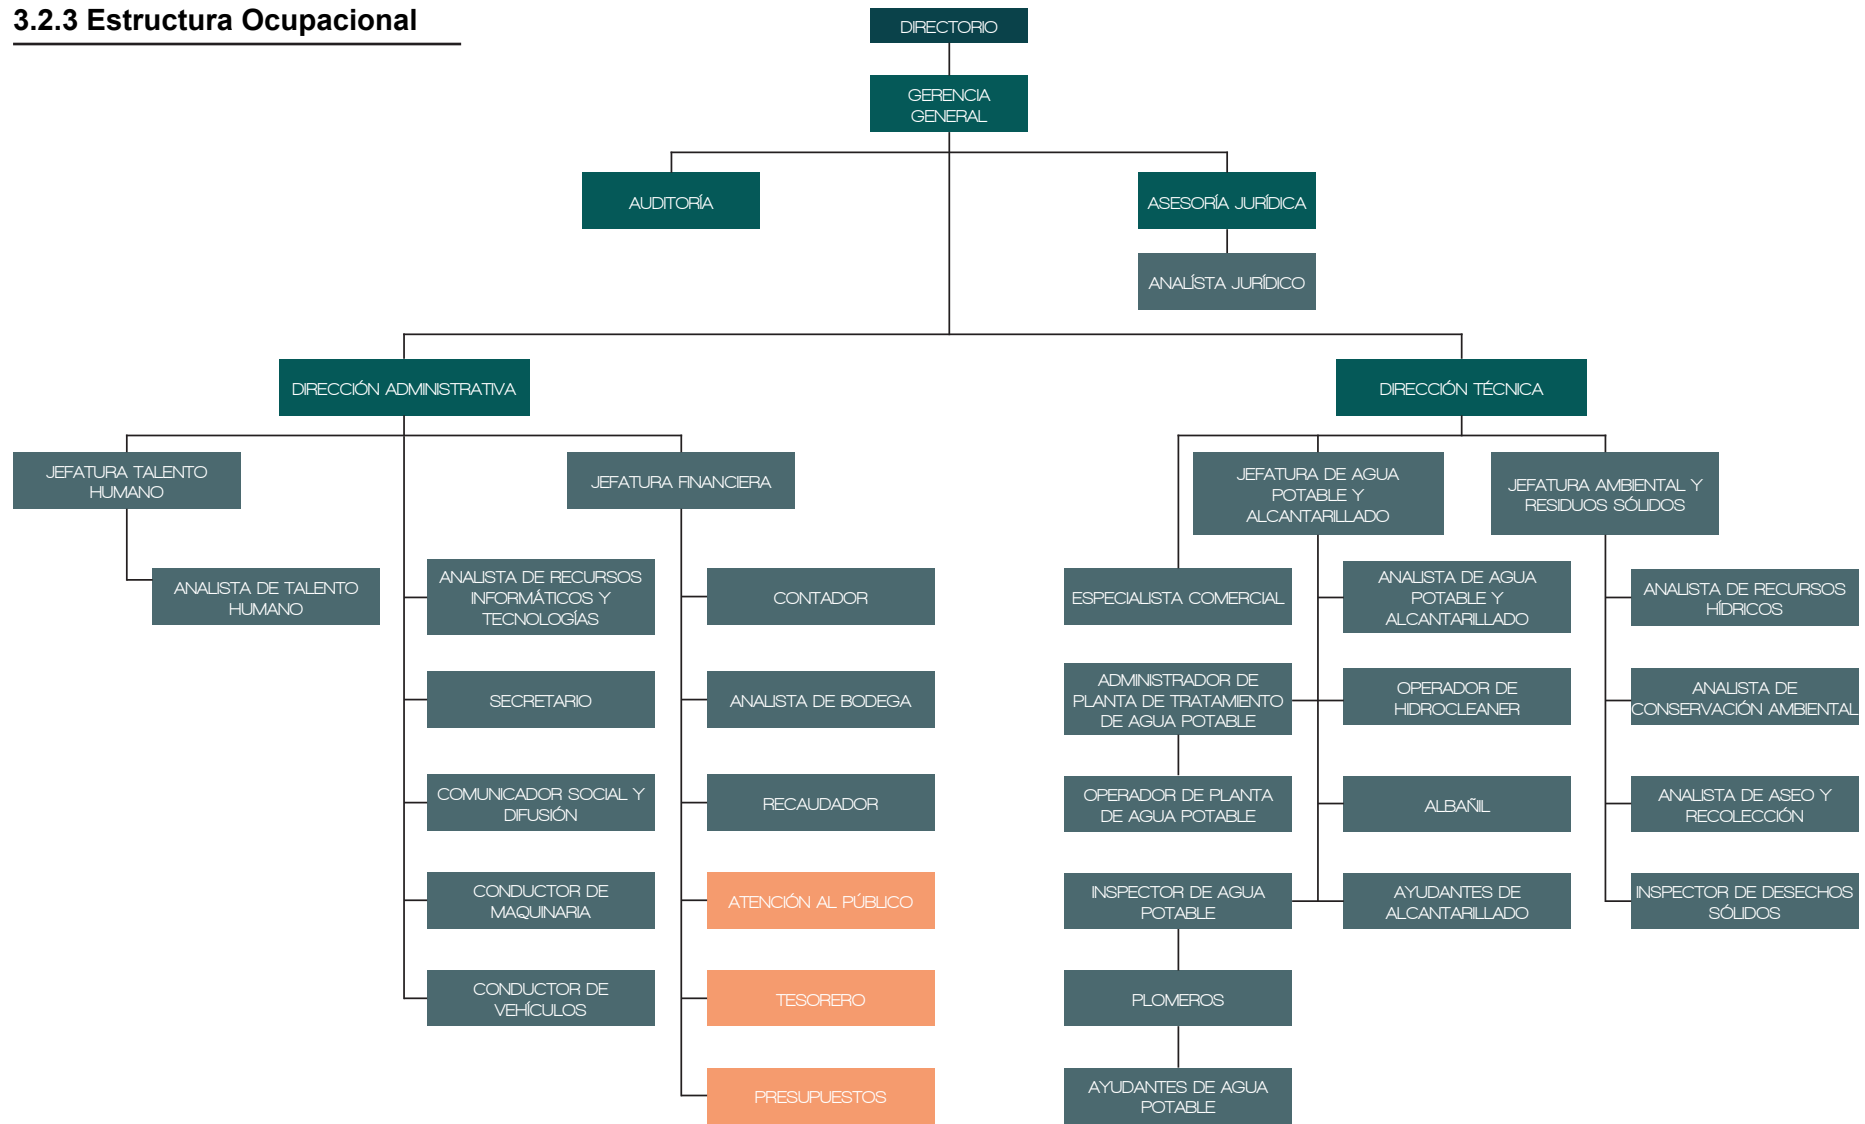 3.2.3 Estructura Ocupacional
DIRECTORIO
GERENCIA
GENERAL
AUDITORÍA
ASESORÍA JURÍDICA
ANALÍSTA JURÍDICO
DIRECCIÓN ADMINISTRATIVA
DIRECCIÓN TÉCNICA
JEFATURA TALENTO
HUMANO
JEFATURA FINANCIERA
JEFATURA DE AGUA
POTABLE Y
ALCANTARILLADO
JEFATURA AMBIENTAL Y
RESIDUOS SÓLIDOS
ANALISTA DE TALENTO
HUMANO
ANALISTA DE RECURSOS
INFORMÁTICOS Y
TECNOLOGÍAS
CONTADOR
ESPECIALISTA COMERCIAL
ANALISTA DE AGUA
POTABLE Y
ALCANTARILLADO
ANALISTA DE RECURSOS
HÍDRICOS
SECRETARIO
ANALISTA DE BODEGA
ADMINISTRADOR DE
PLANTA DE TRATAMIENTO
DE AGUA POTABLE
OPERADOR DE
HIDROCLEANER
ANALISTA DE
CONSERVACIÓN AMBIENTAL
COMUNICADOR SOCIAL Y
DIFUSIÓN
RECAUDADOR
OPERADOR DE PLANTA
DE AGUA POTABLE
ALBAÑIL
ANALISTA DE ASEO Y
RECOLECCIÓN
CONDUCTOR DE
MAQUINARIA
ATENCIÓN AL PÚBLICO
INSPECTOR DE AGUA
POTABLE
AYUDANTES DE
ALCANTARILLADO
INSPECTOR DE DESECHOS
SÓLIDOS
CONDUCTOR DE
VEHÍCULOS
TESORERO
PLOMEROS
PRESUPUESTOS
AYUDANTES DE AGUA
POTABLE